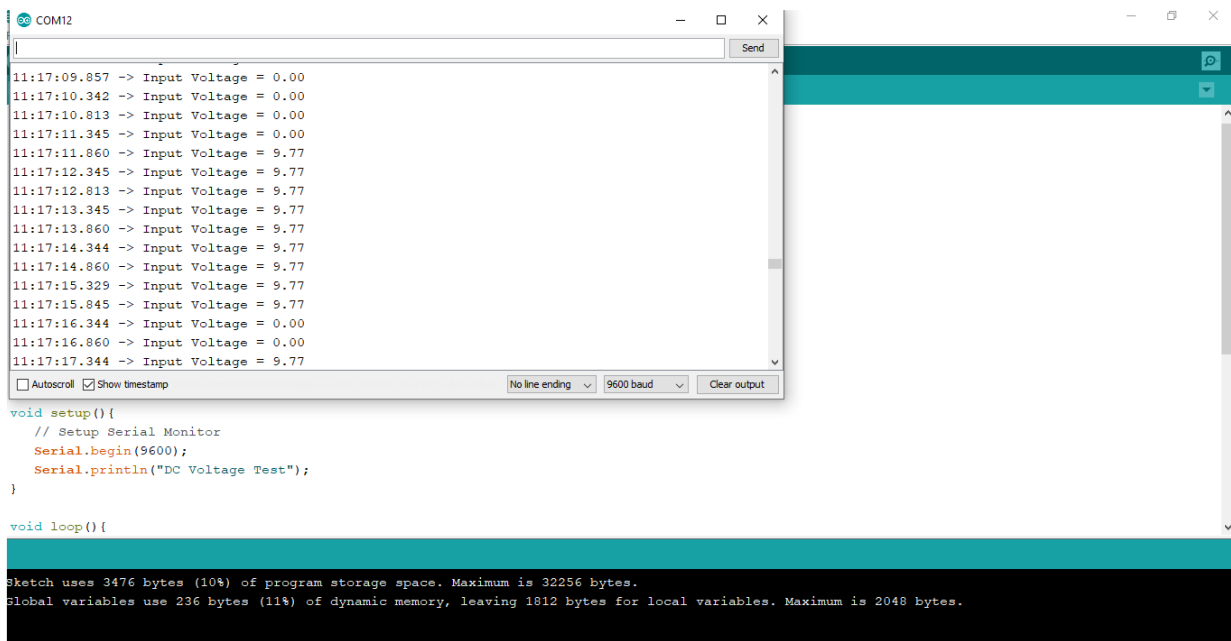 COM12
Send
11:17:09.857 -> Input Voltage = 0.00
11:17:10.342 -> Input Voltage = 0.00
11:17:10.813 -> Input Voltage = 0.00
11:17:11.345 -> Input Voltage = 0.00
11:17:11.860 -> Input Voltage = 9.77
11:17:12.345 -> Input Voltage = 9.77
11:17:12.813 -> Input Voltage = 9.77
11:17:13.345 -> Input Voltage = 9.77
11:17:13.860 -> Input Voltage = 9.77
11:17:14.344 -> Input Voltage = 9.77
11:17:14.860 -> Input Voltage = 9.77
11:17:15.329 -> Input Voltage = 9.77
11:17:15.845 -> Input Voltage = 9.77
11:17:16.344 -> Input Voltage = 0.00
11:17:16.860 -> Input Voltage = 0.00
11:17:17.344 -> Input Voltage = 9.77
Autoscroll Show timestamp No line ending 9600 baud Clear output
void setup(){
// Setup Serial Monitor
Serial.begin(9600);
Serial.println("DC Voltage Test");
}
void loop(){
Sketch uses 3476 bytes (10%) of program storage space. Maximum is 32256 bytes.
Global variables use 236 bytes (11%) of dynamic memory, leaving 1812 bytes for local variables. Maximum is 2048 bytes.